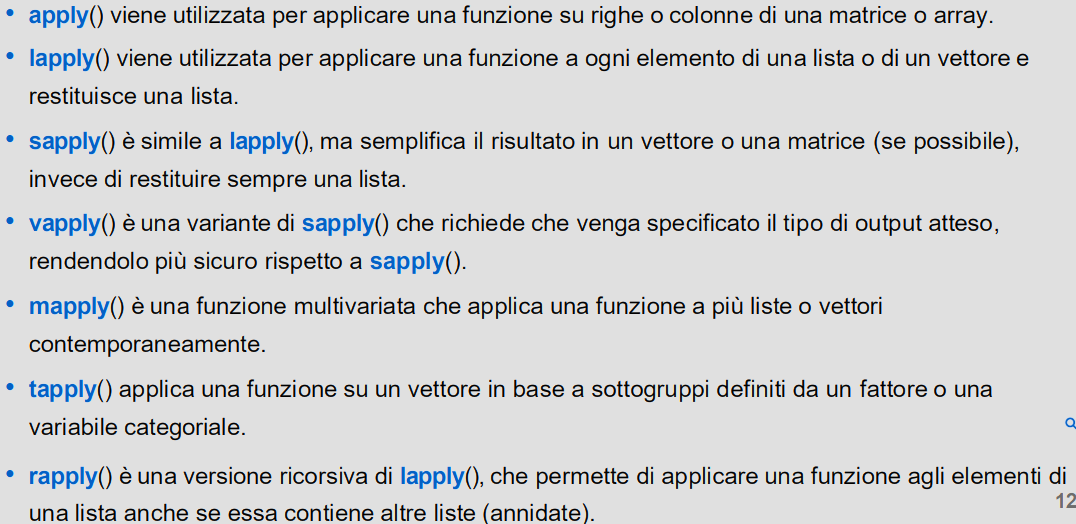 • apply() viene utilizzata per applicare una funzione su righe o colonne di una matrice o array.
• lapply() viene utilizzata per applicare una funzione a ogni elemento di una lista o di un vettore e
restituisce una lista.
• sapply() è simile a lapply(), ma semplifica il risultato in un vettore o una matrice (se possibile),
invece di restituire sempre una lista.
• vapply() è una variante di sapply() che richiede che venga specificato il tipo di output atteso,
rendendolo più sicuro rispetto a sapply().
• mapply() è una funzione multivariata che applica una funzione a più liste o vettori
contemporaneamente.
• tapply() applica una funzione su un vettore in base a sottogruppi definiti da un fattore o una
variabile categoriale.
• rapply() è una versione ricorsiva di lapply(), che permette di applicare una funzione agli elementi di
una lista anche se essa contiene altre liste (annidate).
12